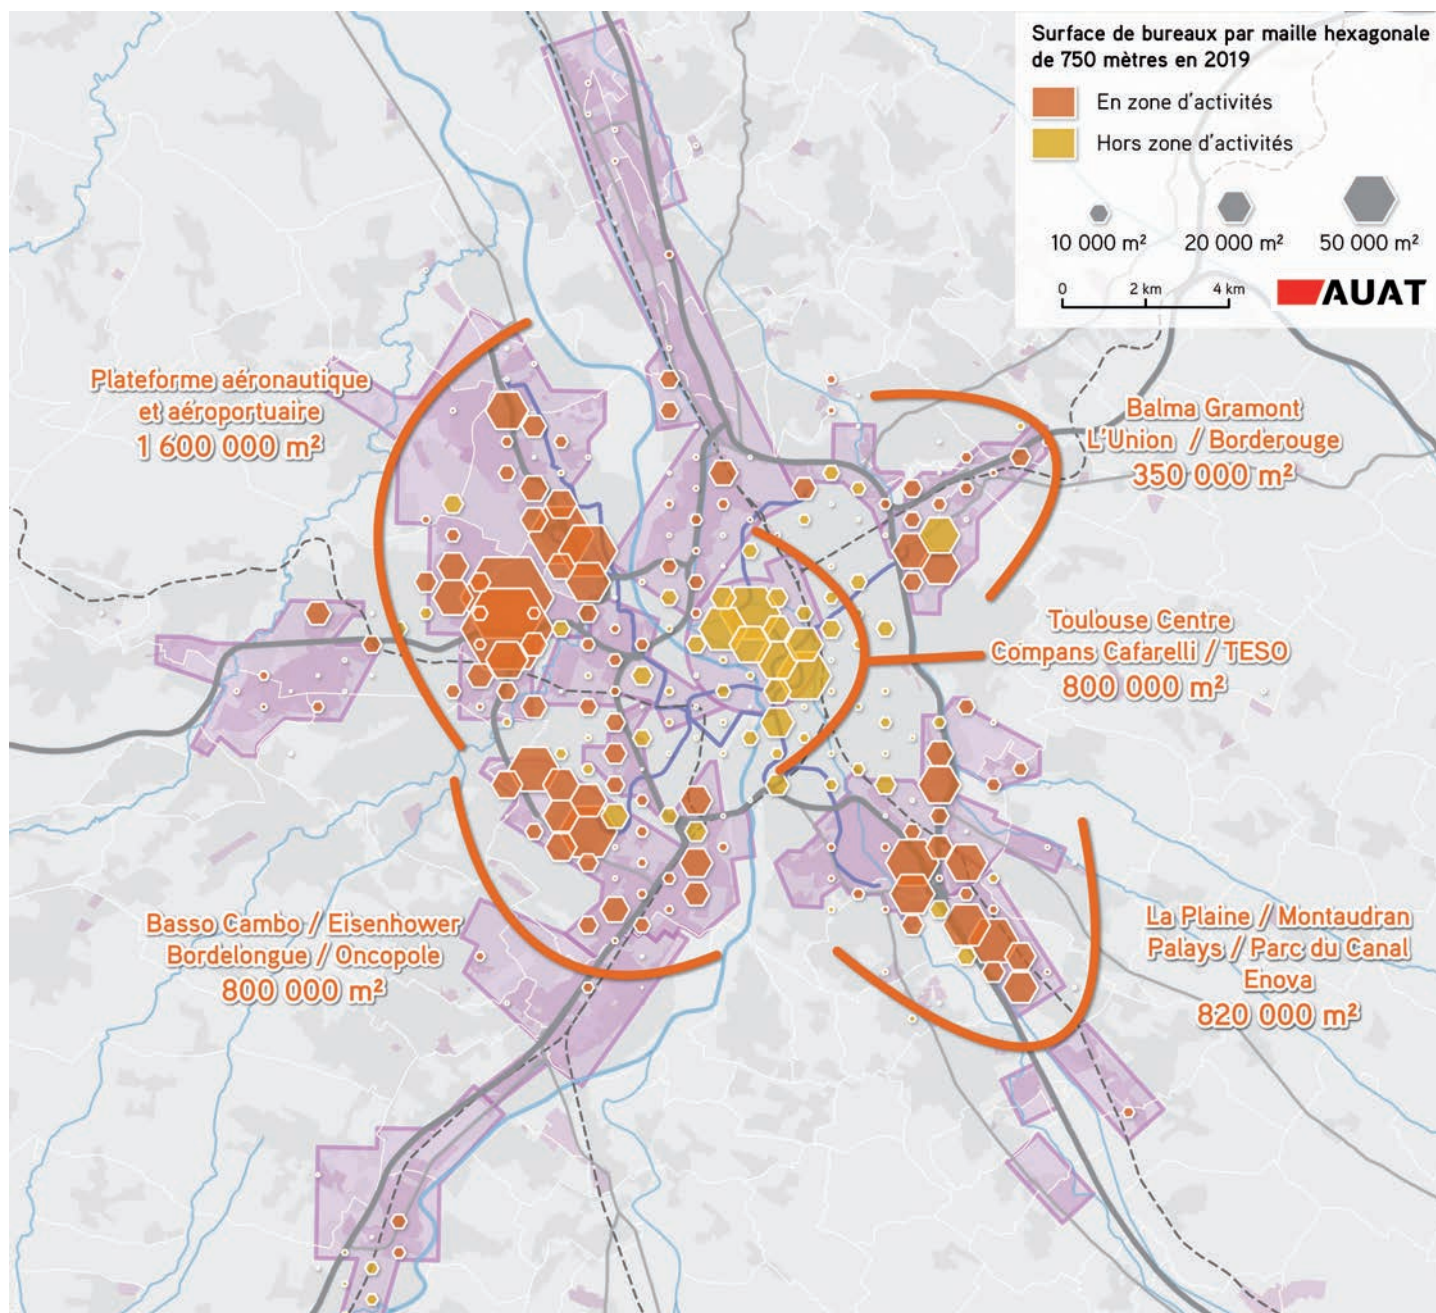 Surface de bureaux par maille hexagonale
de 750 mètres en 2019
En zone d'activités
Hors zone d'activités
10 000 m²
20 000 m²
50 000 m²
0
2 km
4 km
AUAT
Plateforme aéronautique
et aéroportuaire
1 600 000 m²
Balma Gramont
L'Union / Borderouge
350 000 m²
Toulouse Centre
Compans Cafarelli / TESO
800 000 m²
Basso Cambo / Eisenhower
Bordelongue / Oncopole
800 000 m²
La Plaine / Montaudran
Palays / Parc du Canal
Enova
820 000 m²